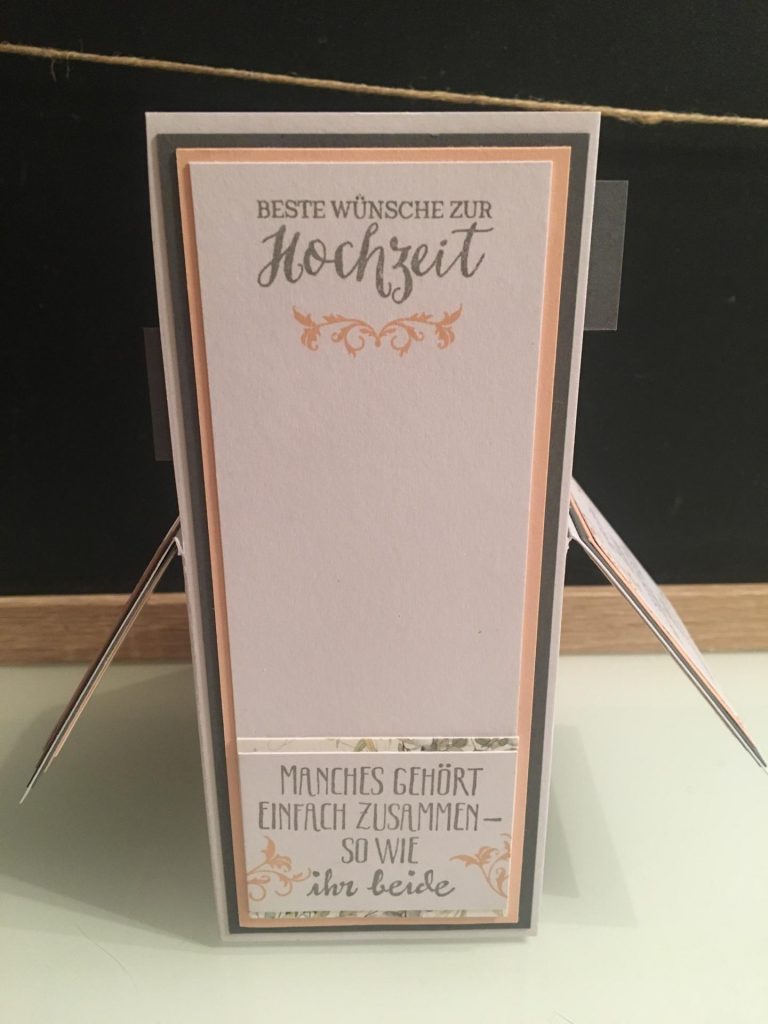 BESTE WÜNSCHE ZUR
Hochzeit
MANCHES GEHÖRT
EINFACH ZUSAMMEN–
SO WIE
ihr beide